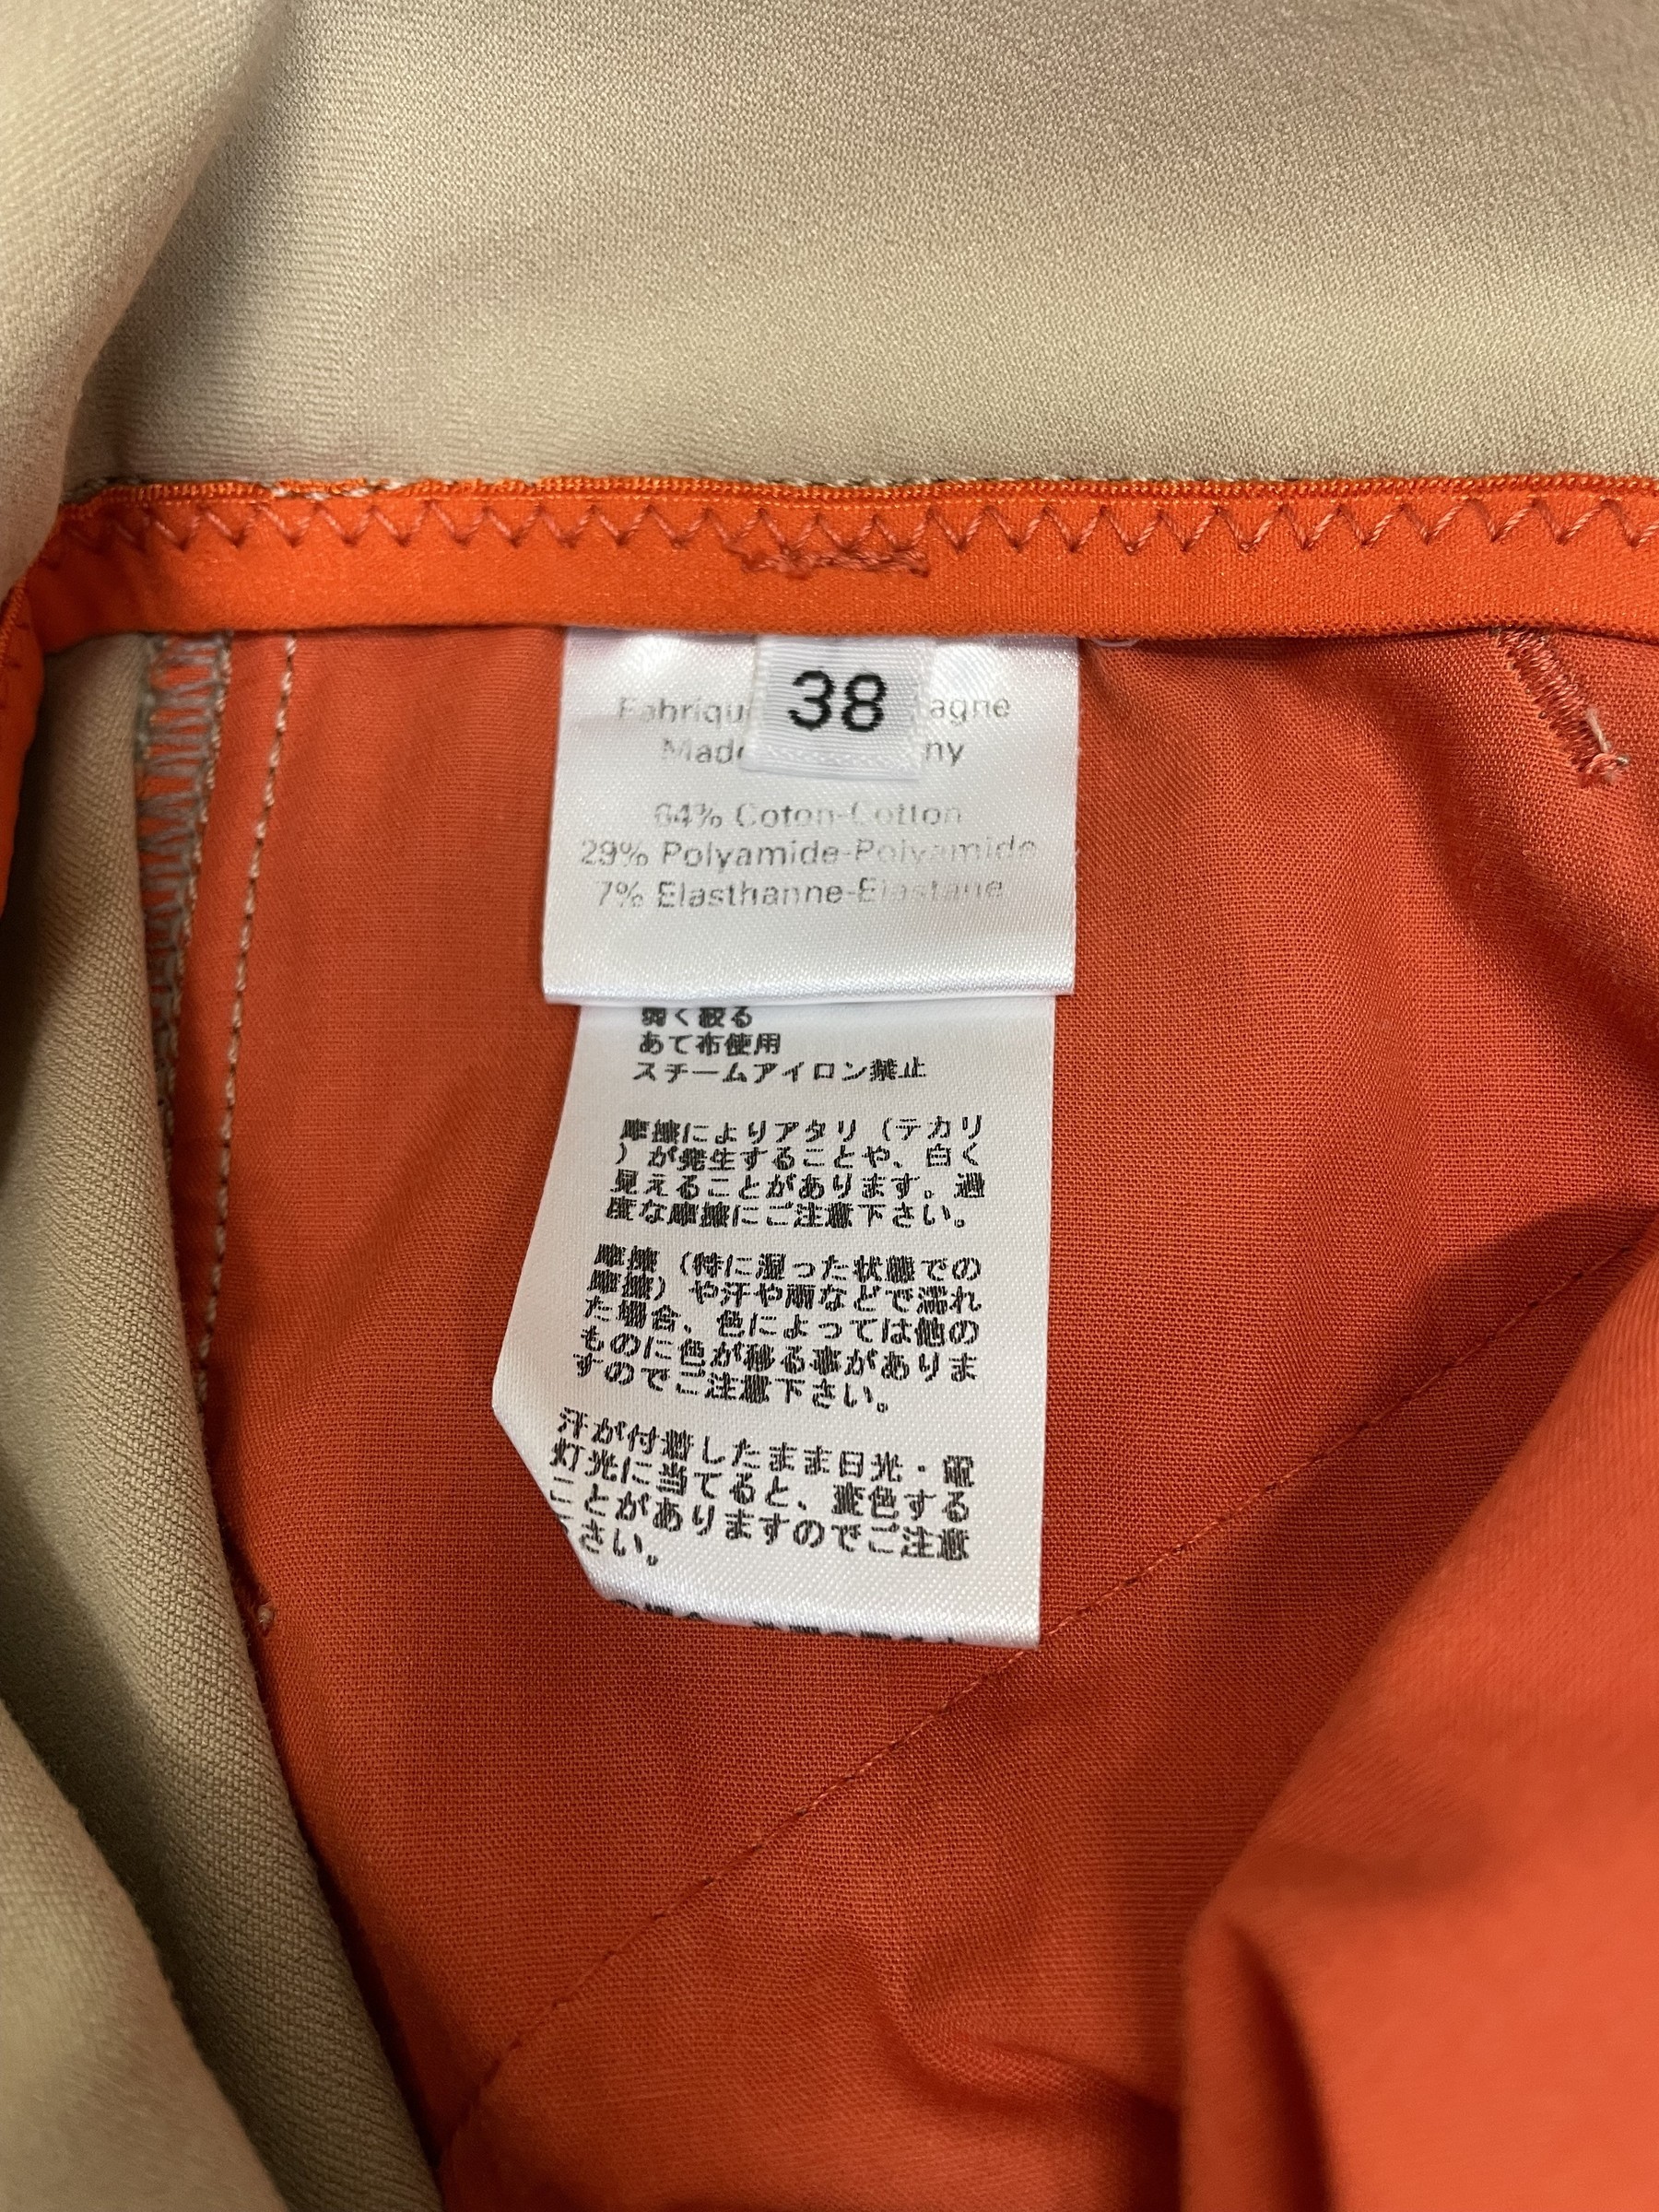 38
Fabriqu agne
Made ny
64% Coton-Cotton
29% Polyamide-Polyamide
7% Elasthanne-Elastane
弱く絞る
あて布使用
スチームアイロン禁止
摩擦によりアタリ（テカリ
）が発生することや、白く
見えることがあります。過
度な摩擦にご注意下さい。
摩擦（特に湿った状態での
摩擦）や汗や雨などで濡れ
た場合、色によっては他の
ものに色が移る事がありま
すのでご注意下さい。
汗が付着したまま日光・電
灯光に当てると、変色する
ことがありますのでご注意
さい。